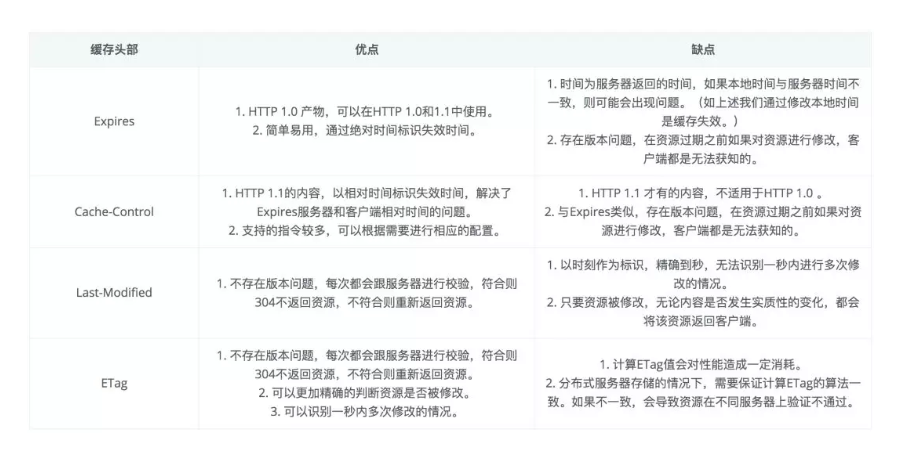 缓存头部
优点
缺点
Expires
1. HTTP 1.0 产物，可以在HTTP 1.0和1.1中使用。
2. 简单易用，通过绝对时间标识失效时间。
1. 时间为服务器返回的时间，如果本地时间与服务器时间不
一致，则可能会出现问题。（如上述我们通过修改本地时间
是缓存失效。）
2. 存在版本问题，在资源过期之前如果对资源进行修改，客
户端都是无法获知的。
Cache-Control
1. HTTP 1.1的内容，以相对时间标识失效时间，解决了
Expires服务器和客户端相对时间的问题。
2. 支持的指令较多，可以根据需要进行相应的配置。
1. HTTP 1.1 才有的内容，不适用于HTTP 1.0 。
2. 与Expires类似，存在版本问题，在资源过期之前如果对资
源进行修改，客户端都是无法获知的。
Last-Modified
1. 不存在版本问题，每次都会跟服务器进行校验，符合则
304不返回资源，不符合则重新返回资源。
1. 以时刻作为标识，精确到秒，无法识别一秒内进行多次修
改的情况。
2. 只要资源被修改，无论内容是否发生实质性的变化，都会
将该资源返回客户端。
ETag
1. 不存在版本问题，每次都会跟服务器进行校验，符合则
304不返回资源，不符合则重新返回资源。
2. 可以更加精确的判断资源是否被修改。
3. 可以识别一秒内多次修改的情况。
1. 计算ETag值会对性能造成一定消耗。
2. 分布式服务器存储的情况下，需要保证计算ETag的算法一
致。如果不一致，会导致资源在不同服务器上验证不通过。